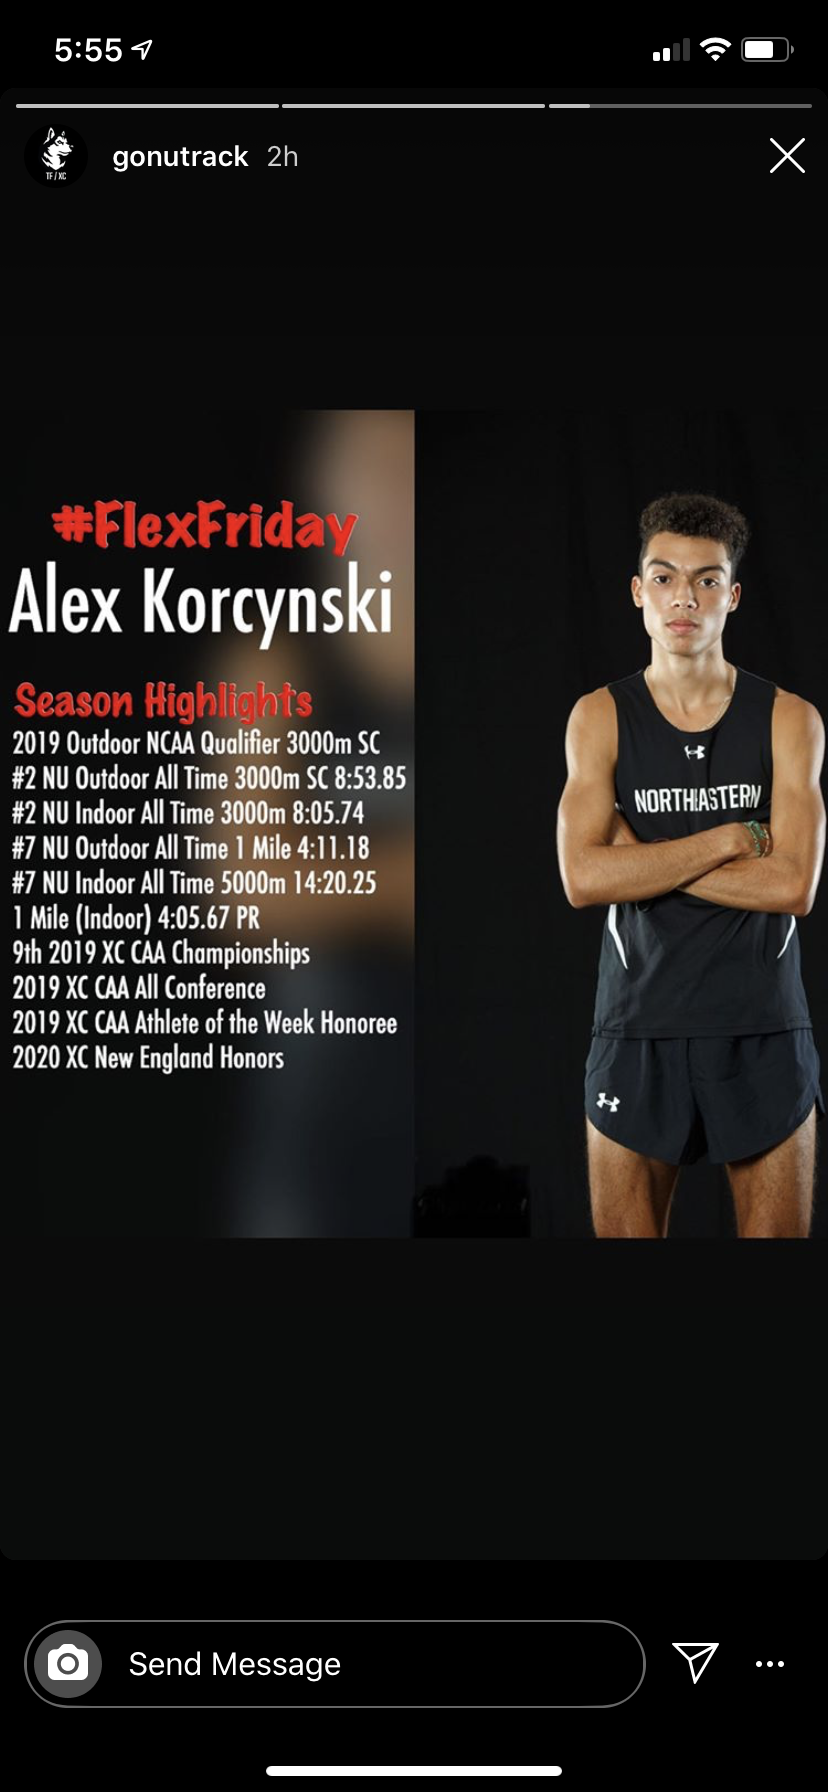 5:55
gonutrack 2h
TF / XC
#FlexFriday
Alex Korcynski
Season Highlights
2019 Outdoor NCAA Qualifier 3000m SC
#2 NU Outdoor All Time 3000m SC 8:53.85
#2 NU Indoor All Time 3000m 8:05.74
#7 NU Outdoor All Time 1 Mile 4:11.18
#7 NU Indoor All Time 5000m 14:20.25
1 Mile (Indoor) 4:05.67 PR
9th 2019 XC CAA Championships
2019 XC CAA All Conference
2019 XC CAA Athlete of the Week Honoree
2020 XC New England Honors
NORTHEASTERN
Send Message